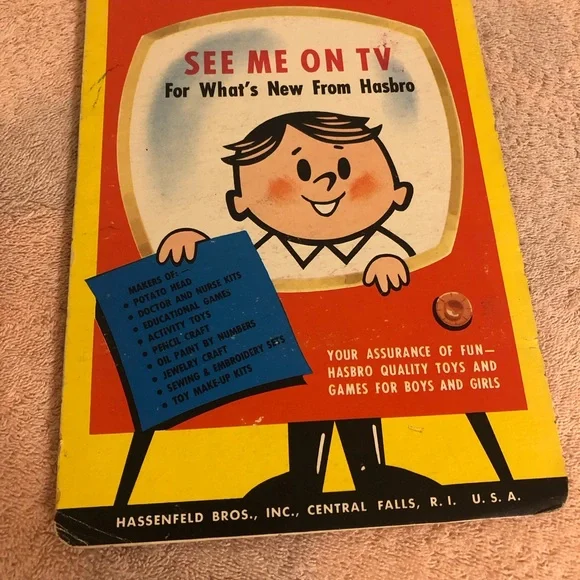 SEE ME ON TV
For What's New From Hasbro
MAKERS OF:—
• POTATO HEAD
• DOCTOR AND NURSE KITS
• EDUCATIONAL GAMES
• ACTIVITY TOYS
• PENCIL CRAFT
• OIL PAINT BY NUMBERS
• JEWELRY CRAFT
• SEWING & EMBROIDERY SETS
• TOY MAKE-UP KITS
YOUR ASSURANCE OF FUN—
HASBRO QUALITY TOYS AND
GAMES FOR BOYS AND GIRLS
HASSENFELD BROS., INC., CENTRAL FALLS, R. I. U. S. A.